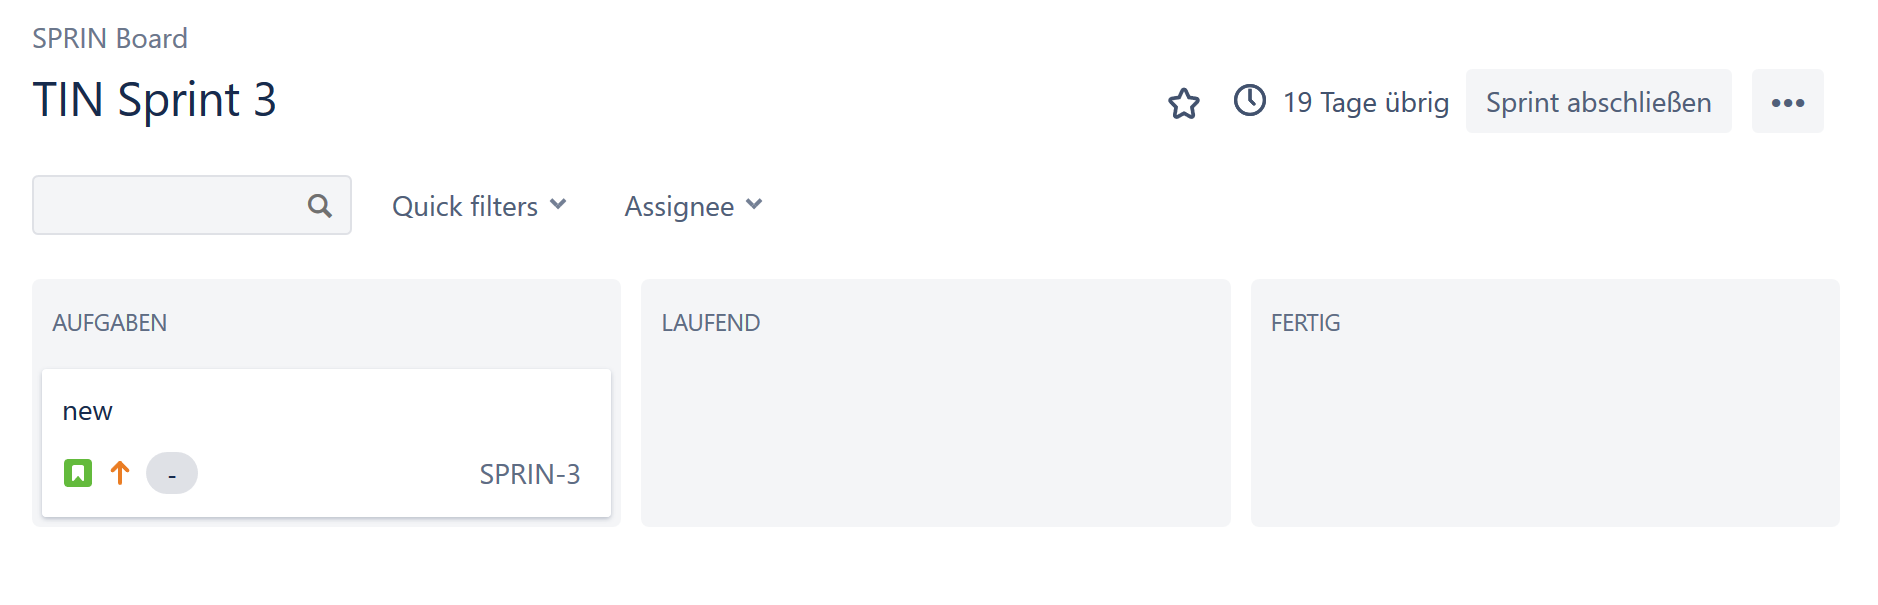 SPRIN Board
TIN Sprint 3
19 Tage übrig
Sprint abschließen
Quick filters
Assignee
AUFGABEN
LAUFEND
FERTIG
new
-
SPRIN-3